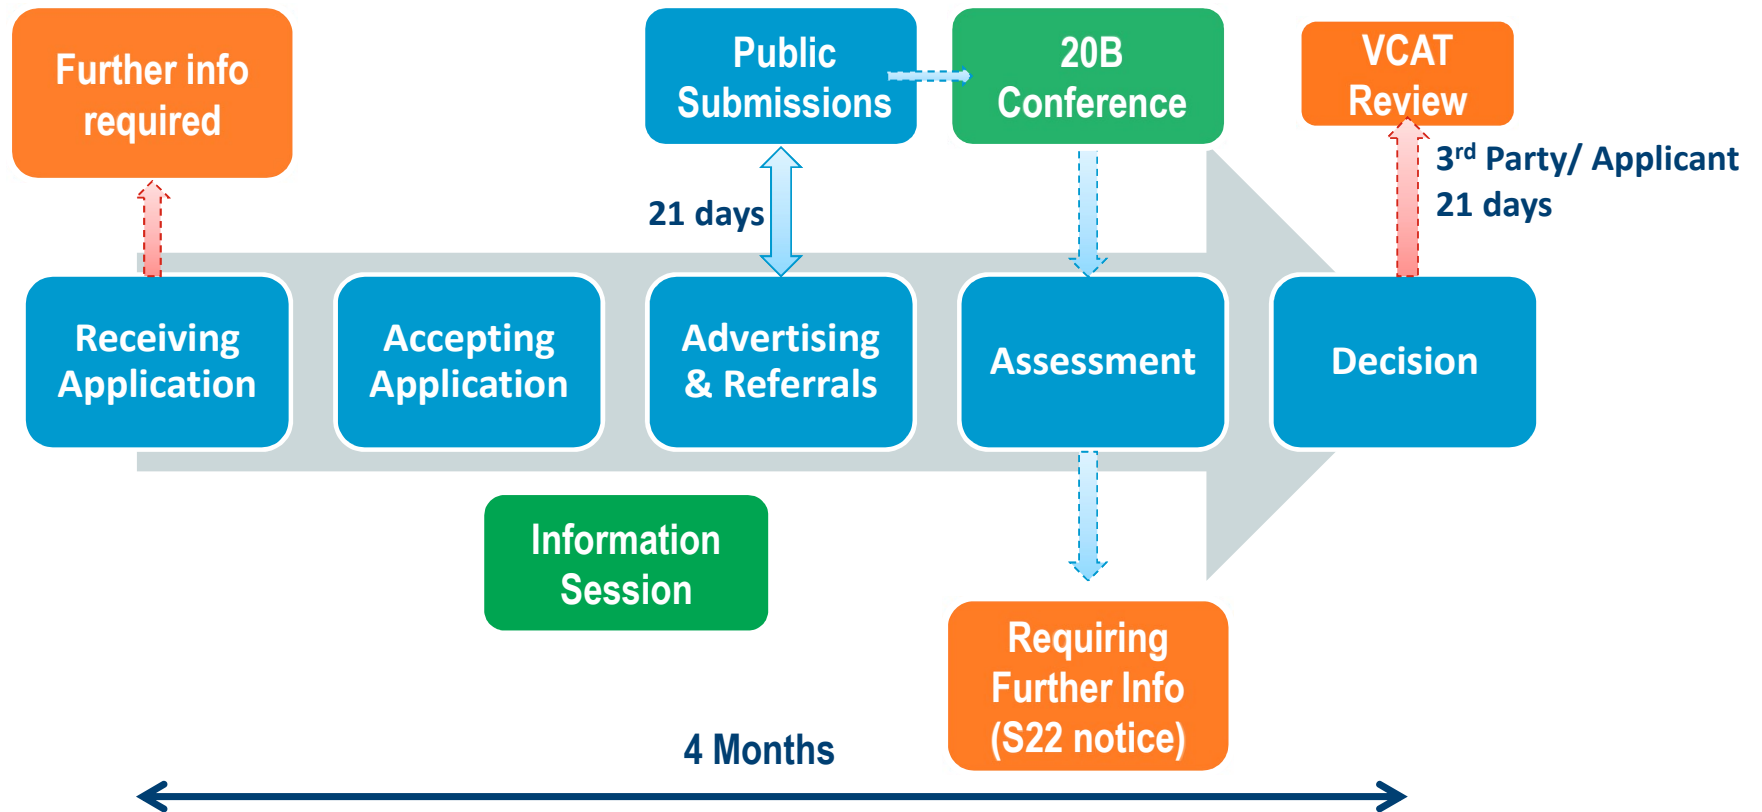 Further info
required
Public
Submissions
20B
Conference
VCAT
Review
3rd Party/ Applicant
21 days
21 days
Receiving
Application
Accepting
Application
Advertising
& Referrals
Assessment
Decision
Information
Session
Requiring
Further Info
(S22 notice)
4 Months